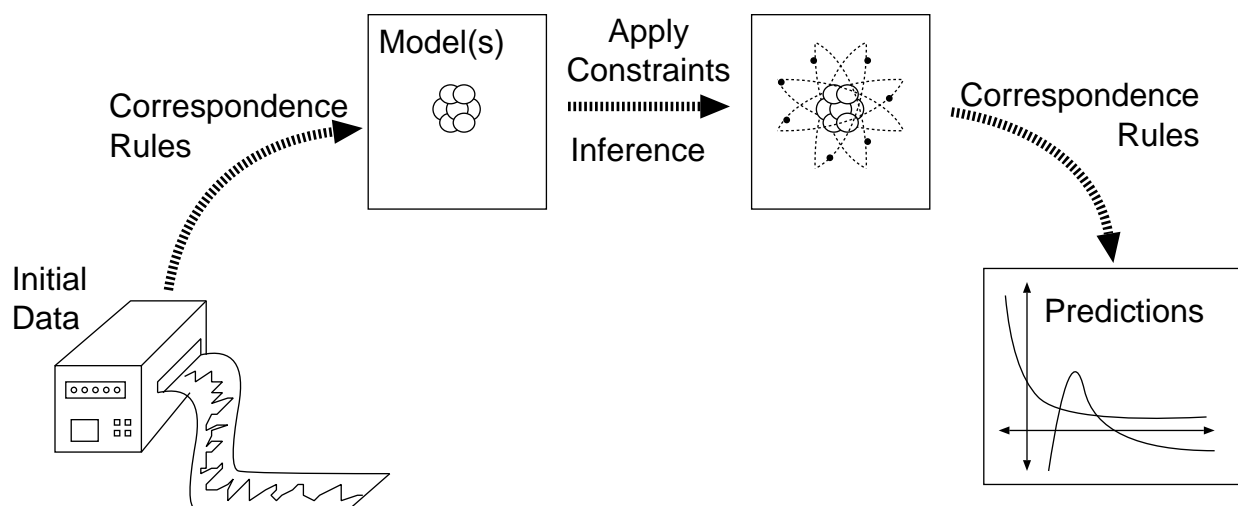 Model(s)
Apply
Constraints
Inference
Correspondence
Rules
Correspondence
Rules
Initial
Data
Predictions